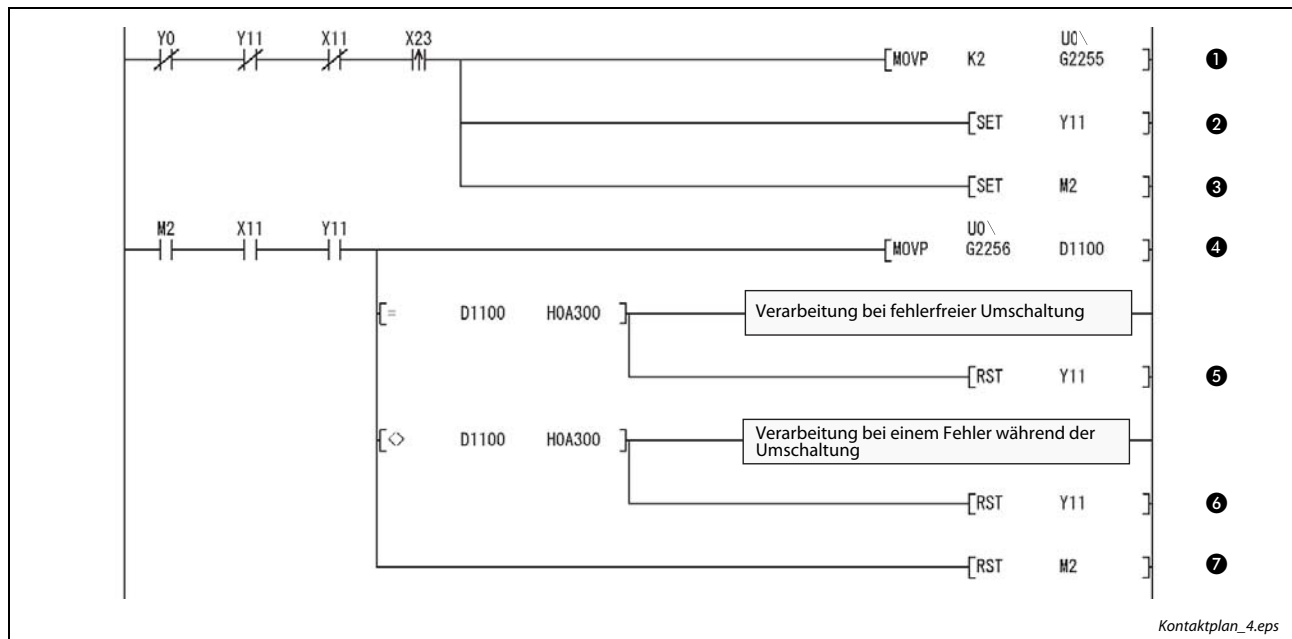 Y0 Y11 X11 X23 U0\
[MOVP K2 G2255 ] ❶
[SET Y11 ] ❷
[SET M2 ] ❸
M2 X11 Y11 U0\
[MOVP G2256 D1100 ] ❹
[= D1100 H0A300 ] Verarbeitung bei fehlerfreier Umschaltung
[RST Y11 ] ❺
[<> D1100 H0A300 ] Verarbeitung bei einem Fehler während der
Umschaltung
[RST Y11 ] ❻
[RST M2 ] ❼
Kontaktplan_4.eps